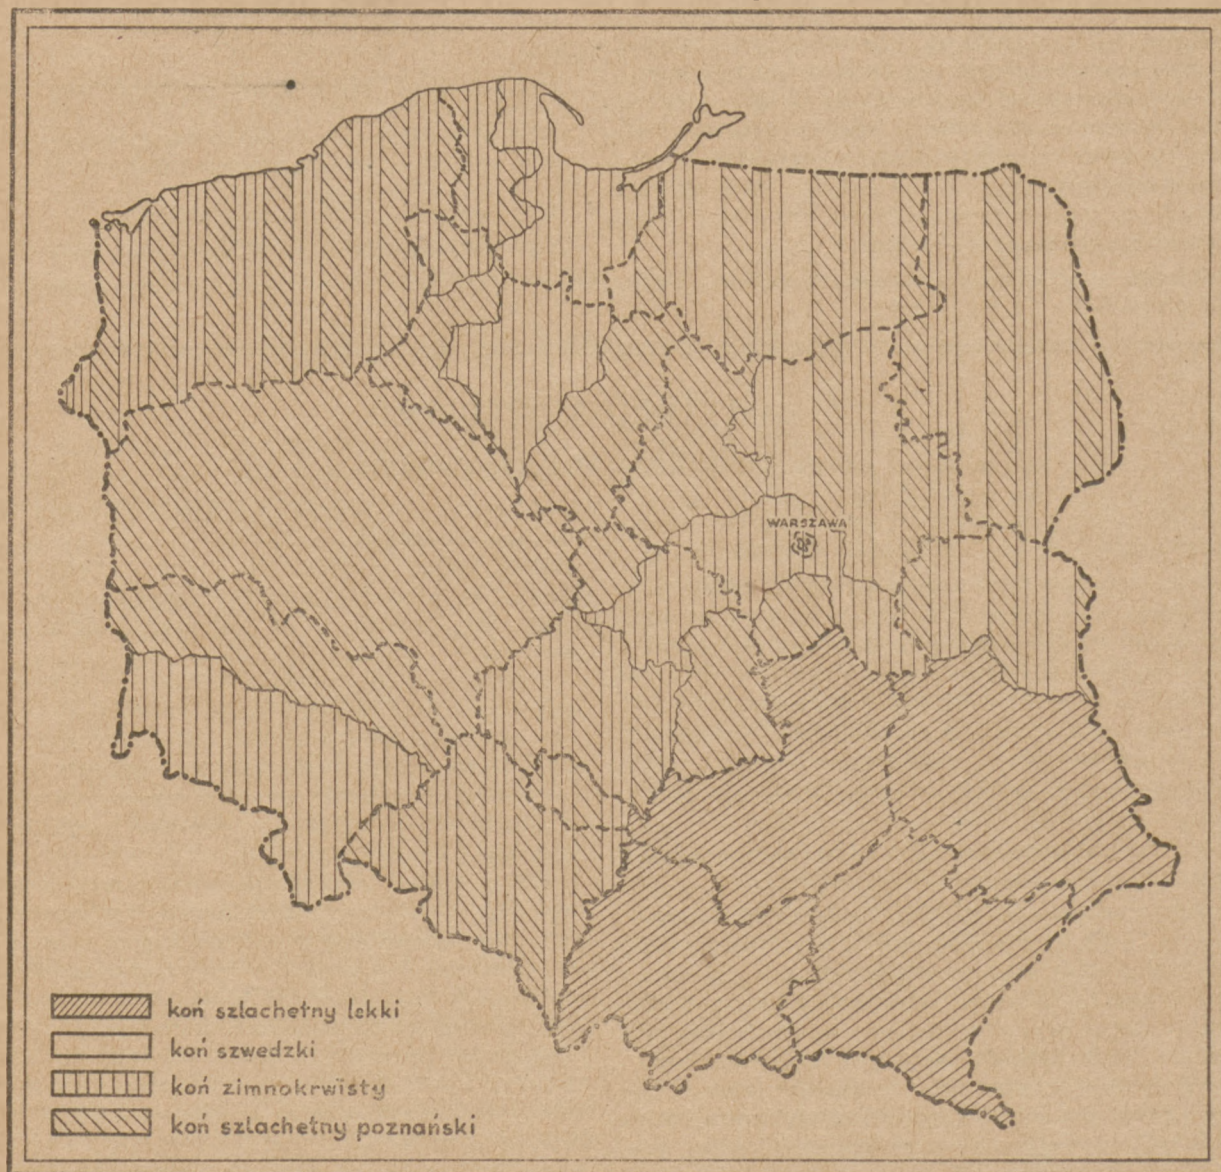 WARSZAWA
koń szlachetny lekki
koń szwedzki
koń zimnokrwisty
koń szlachetny poznański